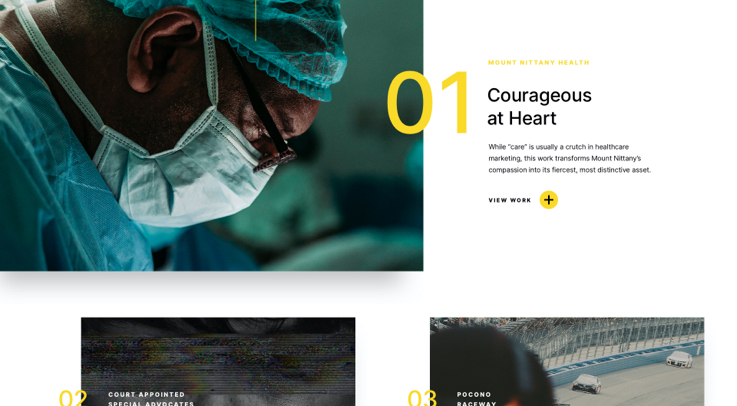 MOUNT NITTANY HEALTH
01
Courageous
at Heart
While “care” is usually a crutch in healthcare
marketing, this work transforms Mount Nittany’s
compassion into its fiercest, most distinctive asset.
VIEW WORK
02
COURT APPOINTED
SPECIAL ADVOCATES
03
POCONO
RACEWAY